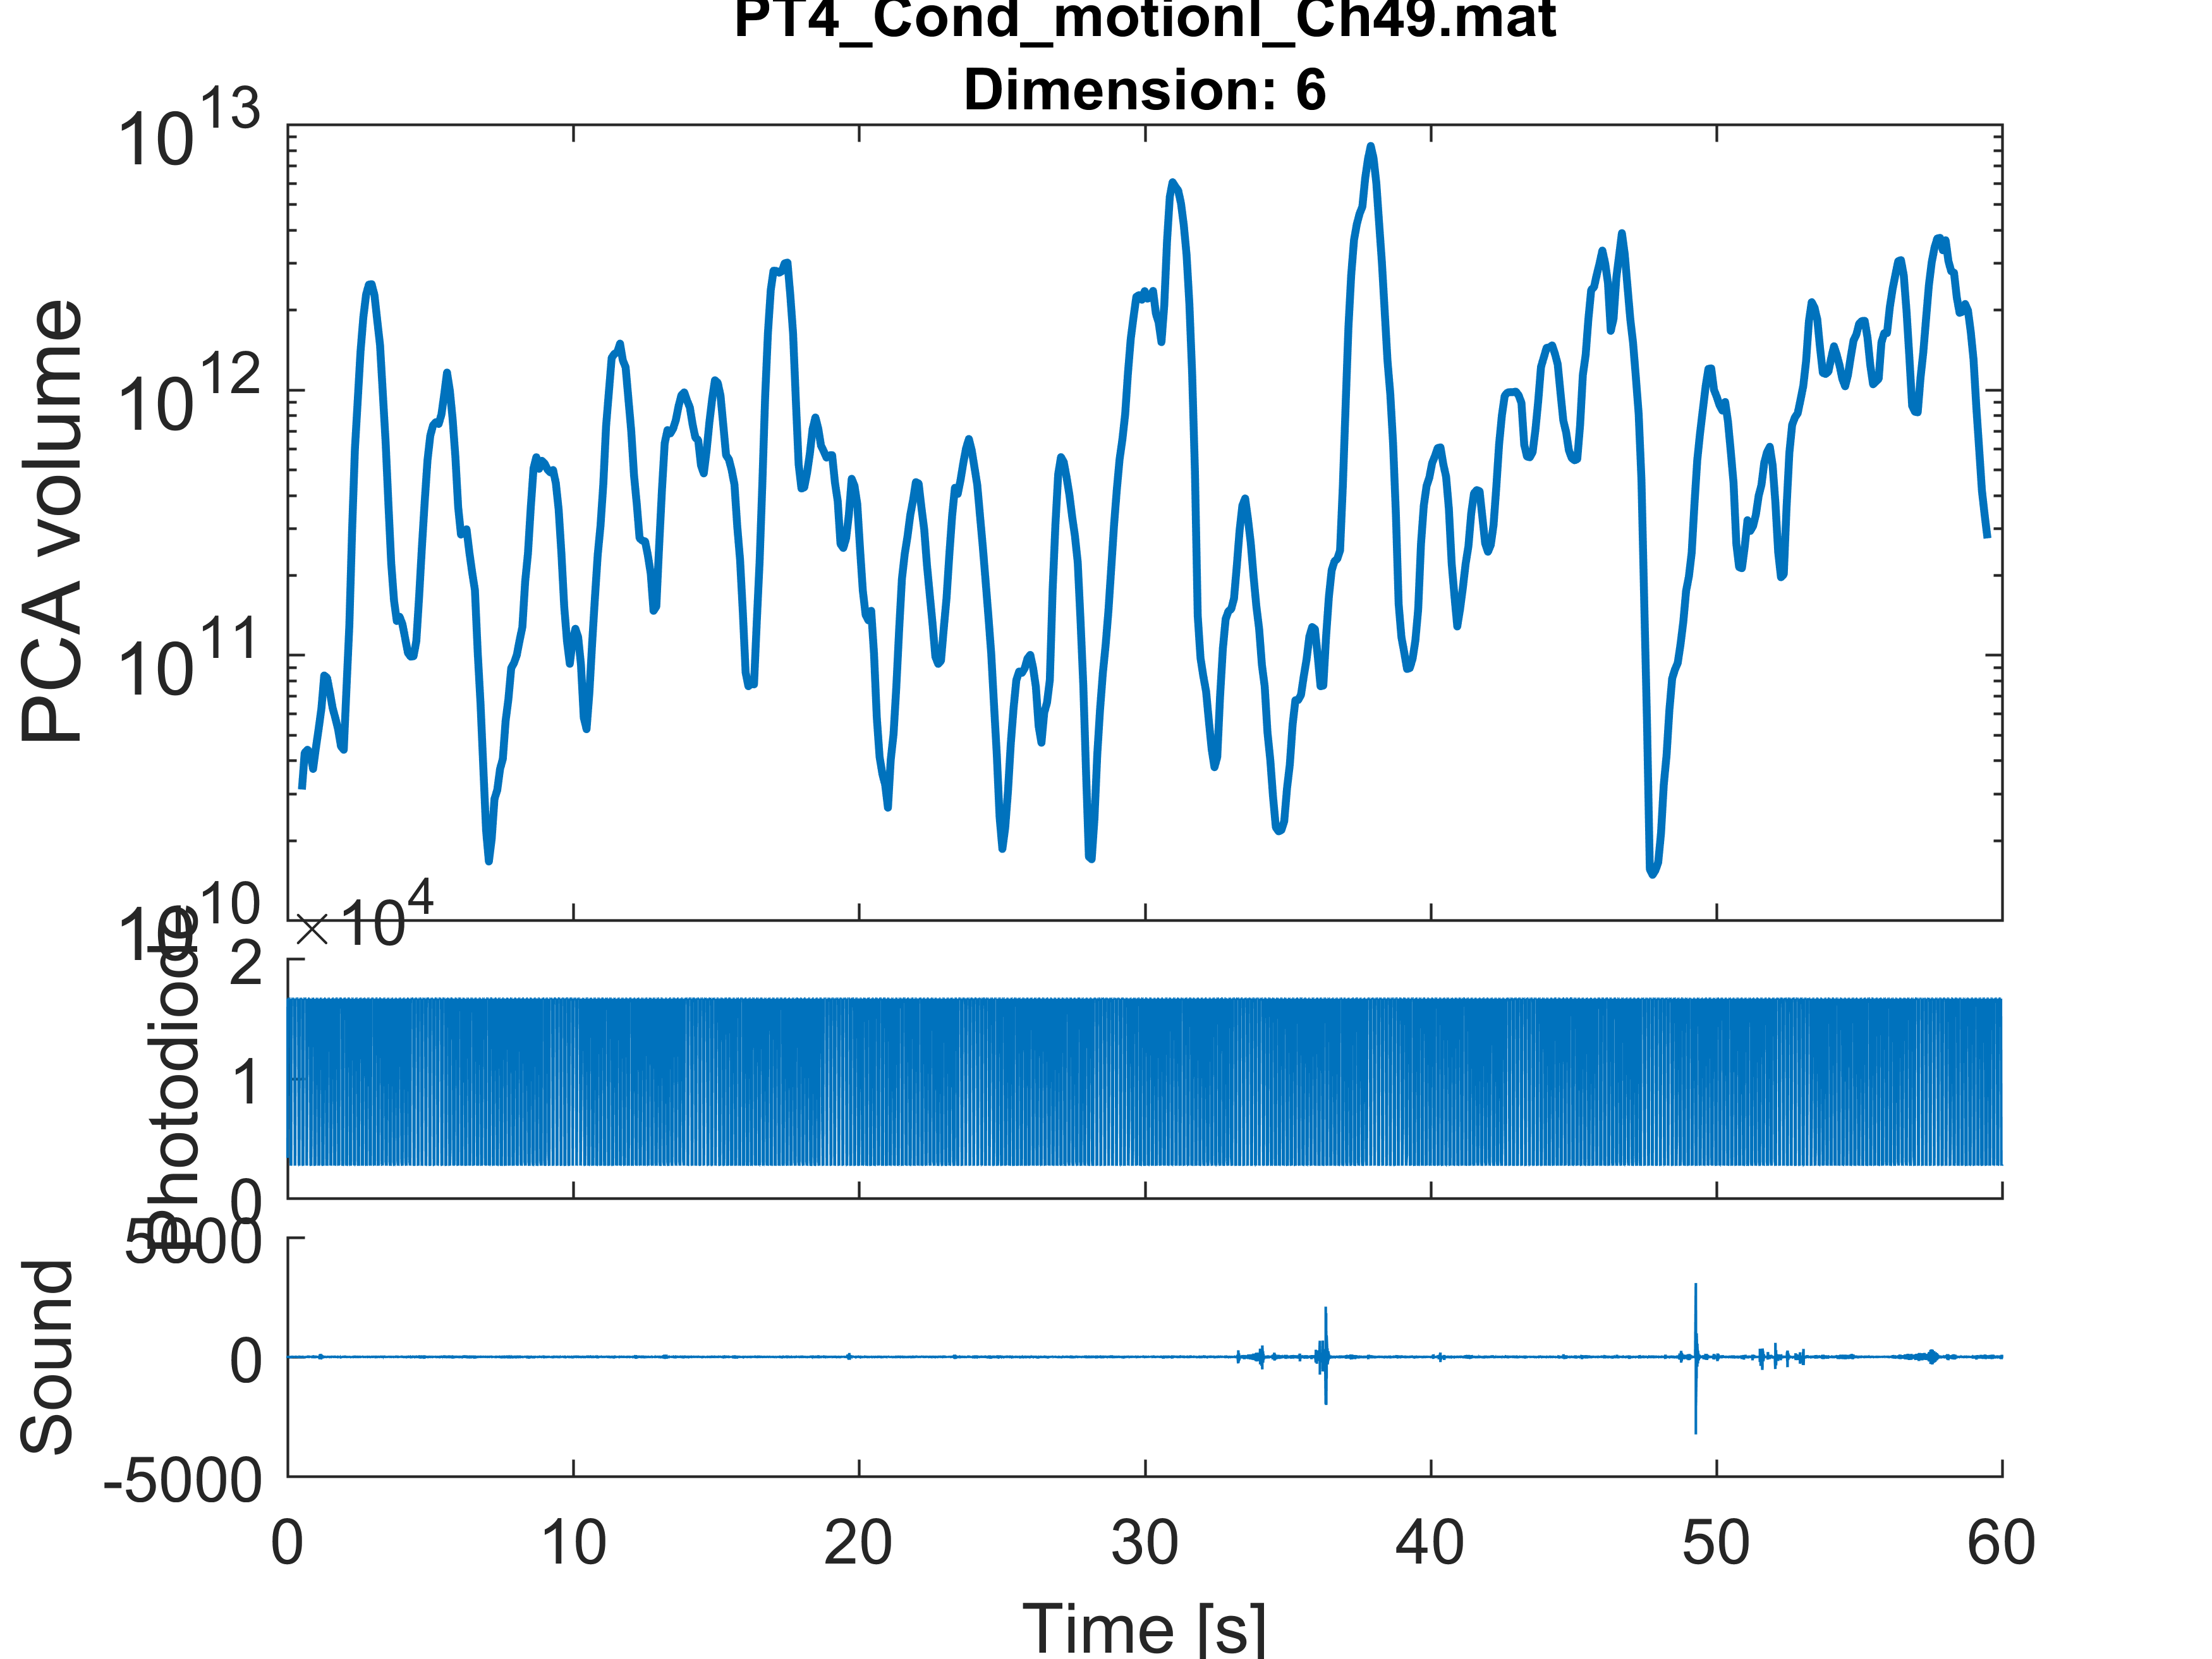 PT4_Cond_motionI_Ch49.mat
Dimension: 6
PCA volume
10^13
10^12
10^11
10^10
×10^4
Photodiode
2
1
0
Sound
5000
0
-5000
0 10 20 30 40 50 60
Time [s]